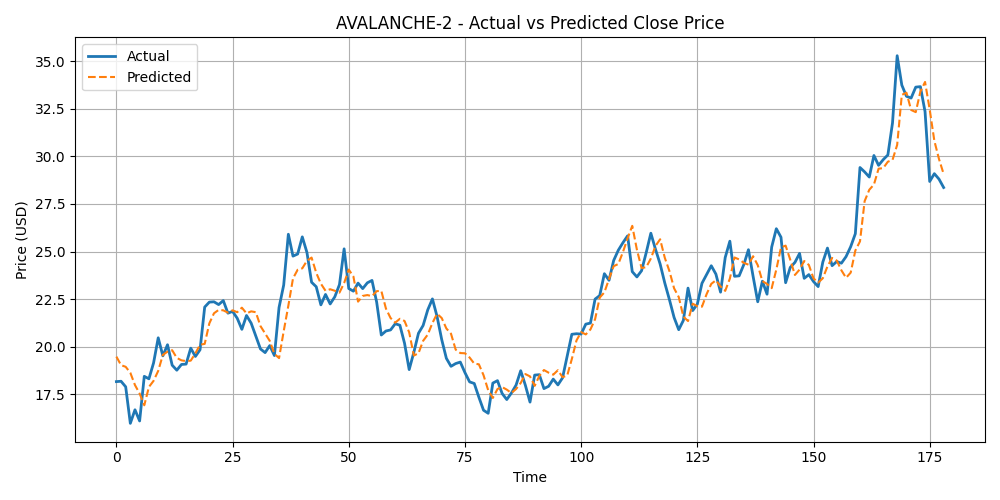 AVALANCHE-2 - Actual vs Predicted Close Price
Actual
Predicted
35.0
32.5
30.0
27.5
25.0
22.5
20.0
17.5
Price (USD)
0 25 50 75 100 125 150 175
Time